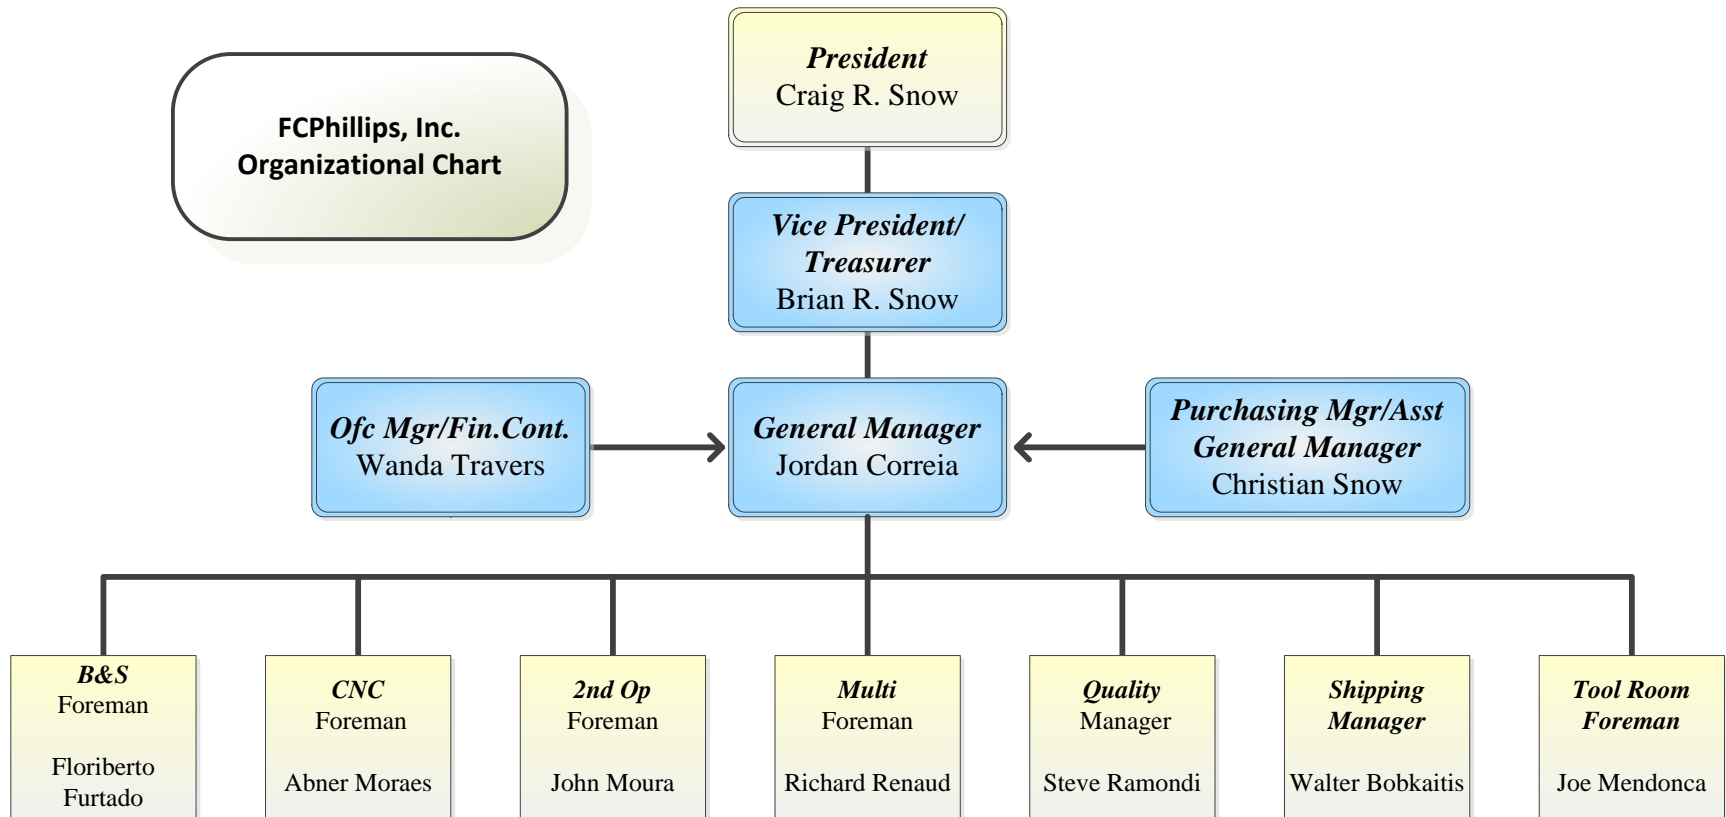 FCPhillips, Inc.
Organizational Chart
President
Craig R. Snow
Vice President/
Treasurer
Brian R. Snow
Ofc Mgr/Fin.Cont.
Wanda Travers
General Manager
Jordan Correia
Purchasing Mgr/Asst
General Manager
Christian Snow
B&S
Foreman
Floriberto
Furtado
CNC
Foreman
Abner Moraes
2nd Op
Foreman
John Moura
Multi
Foreman
Richard Renaud
Quality
Manager
Steve Ramondi
Shipping
Manager
Walter Bobkaitis
Tool Room
Foreman
Joe Mendonca